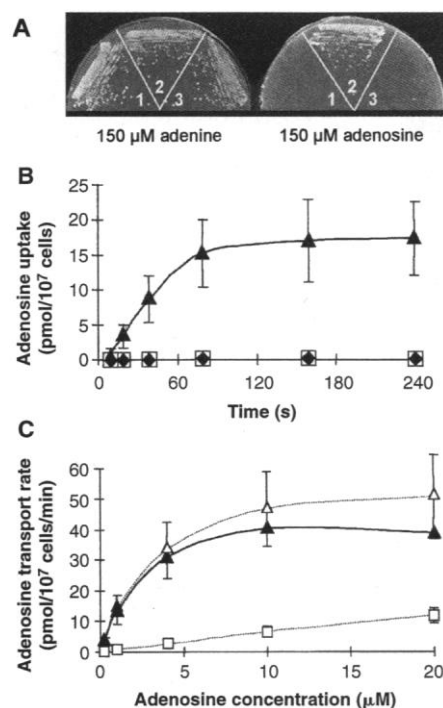 A
1 2 3
1 2 3
150 µM adenine
150 µM adenosine
B
Adenosine uptake
(pmol/10⁷ cells)
25
20
15
10
5
0
0 60 120 180 240
Time (s)
C
Adenosine transport rate
(pmol/10⁷ cells/min)
60
50
40
30
20
10
0
0 5 10 15 20
Adenosine concentration (µM)